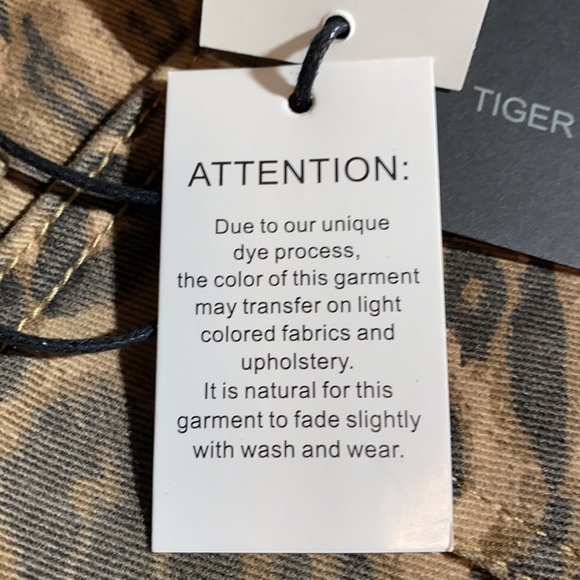 TIGER
ATTENTION:
Due to our unique
dye process,
the color of this garment
may transfer on light
colored fabrics and
upholstery.
It is natural for this
garment to fade slightly
with wash and wear.